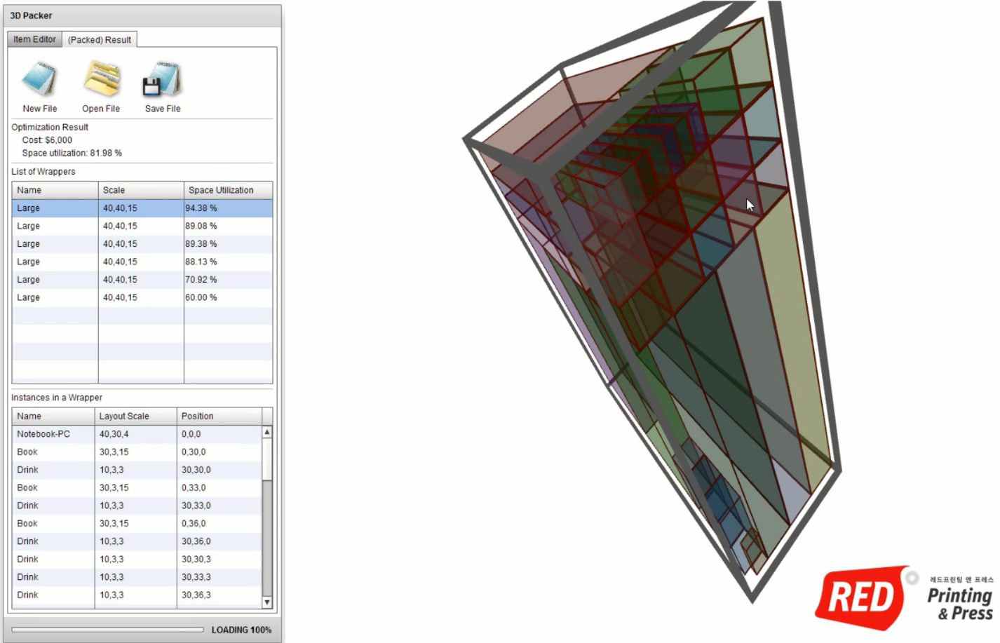 3D Packer
Item Editor (Packed) Result
New File Open File Save File
Optimization Result
Cost: $6,000
Space utilization: 81.98 %
List of Wrappers
Name Scale Space Utilization
Large 40,40,15 94.38 %
Large 40,40,15 89.08 %
Large 40,40,15 89.38 %
Large 40,40,15 88.13 %
Large 40,40,15 70.92 %
Large 40,40,15 60.00 %
Instances in a Wrapper
Name Layout Scale Position
Notebook-PC 40,30,4 0,0,0
Book 30,3,15 0,30,0
Drink 10,3,3 30,30,0
Book 30,3,15 0,33,0
Drink 10,3,3 30,33,0
Book 30,3,15 0,36,0
Drink 10,3,3 30,36,0
Drink 10,3,3 30,30,3
Drink 10,3,3 30,33,3
Drink 10,3,3 30,36,3
LOADING 100%
RED
레드프린팅 앤 프레스
Printing
& Press